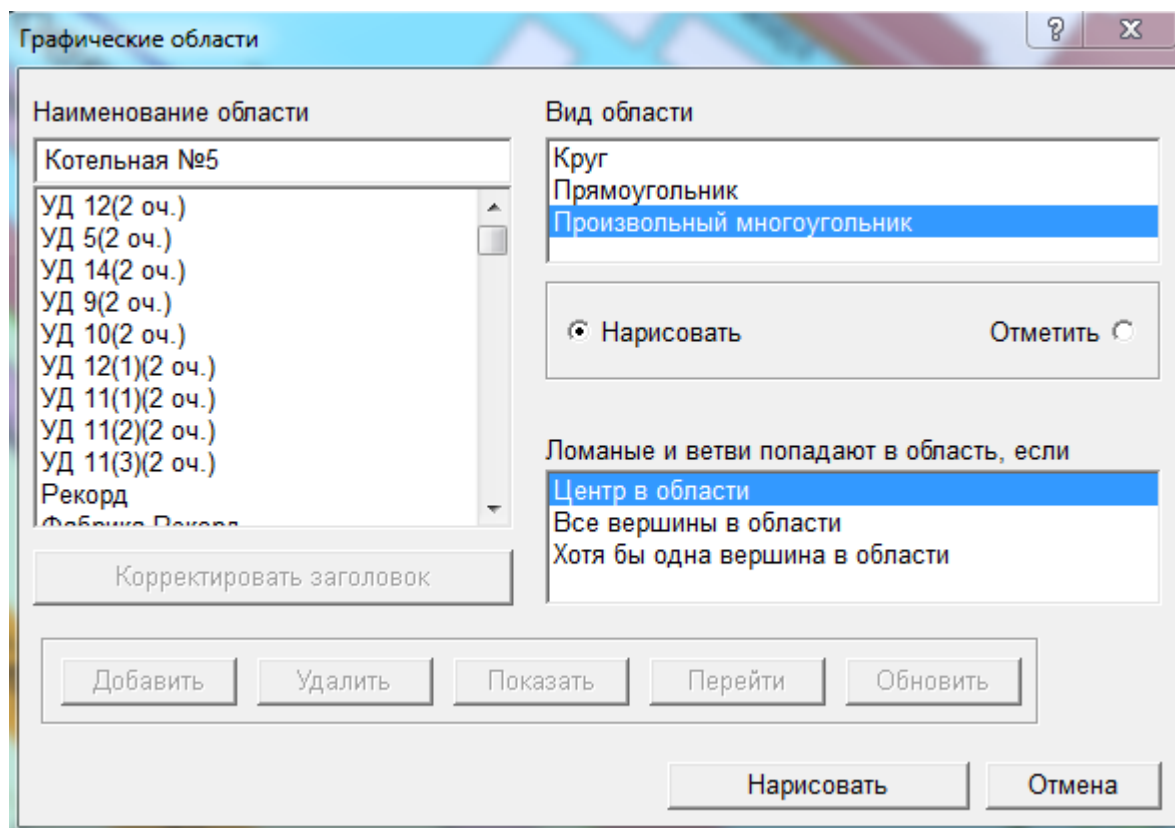 Графические области
Наименование области
Котельная №5
УД 12(2 оч.)
УД 5(2 оч.)
УД 14(2 оч.)
УД 9(2 оч.)
УД 10(2 оч.)
УД 12(1)(2 оч.)
УД 11(1)(2 оч.)
УД 11(2)(2 оч.)
УД 11(3)(2 оч.)
Рекорд
Фабрика Рекорд
Корректировать заголовок
Вид области
Круг
Прямоугольник
Произвольный многоугольник
Нарисовать Отметить
Ломаные и ветви попадают в область, если
Центр в области
Все вершины в области
Хотя бы одна вершина в области
Добавить Удалить Показать Перейти Обновить
Нарисовать Отмена